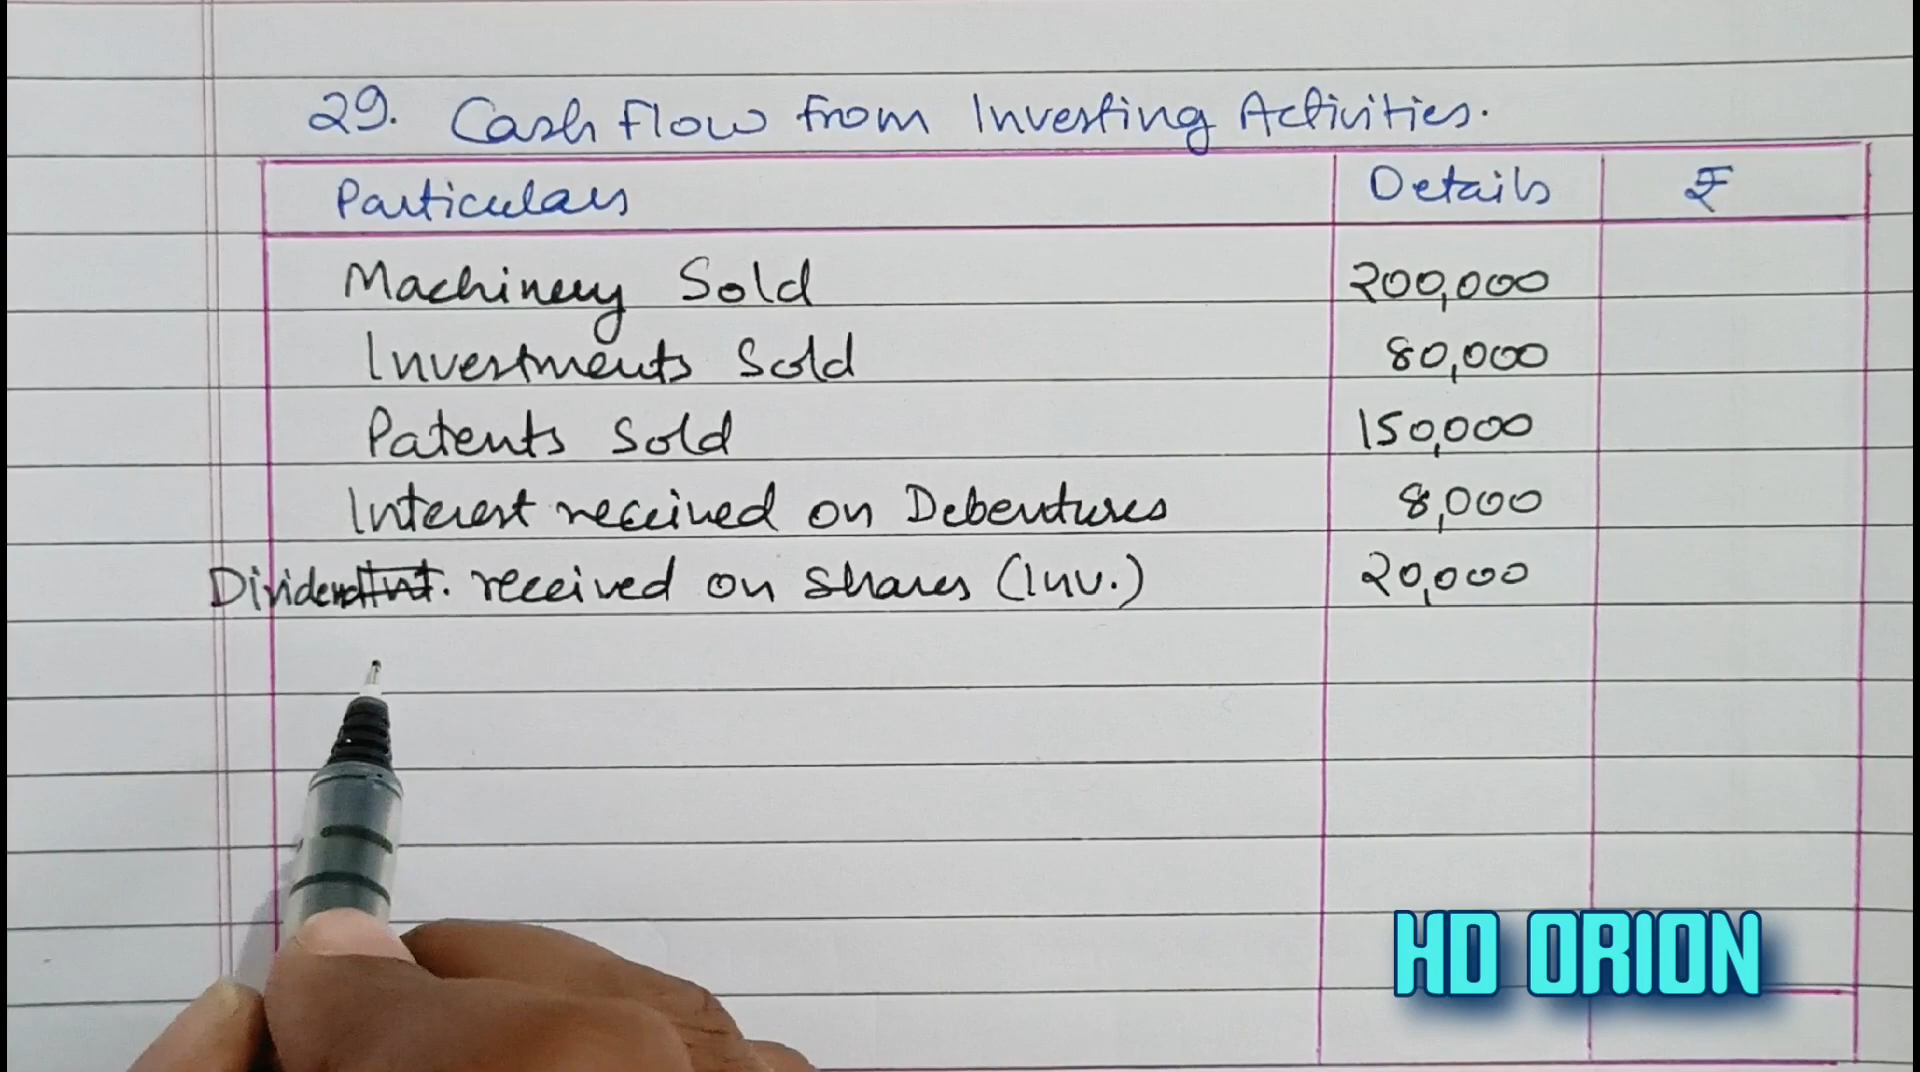 29. Cash Flow from Investing Activities.
Particulars Details ₹
Machinery Sold 200,000
Investments Sold 80,000
Patents Sold 150,000
Interest received on Debentures 8,000
Dividend Int. received on Shares (Inv.) 20,000
HD ORION